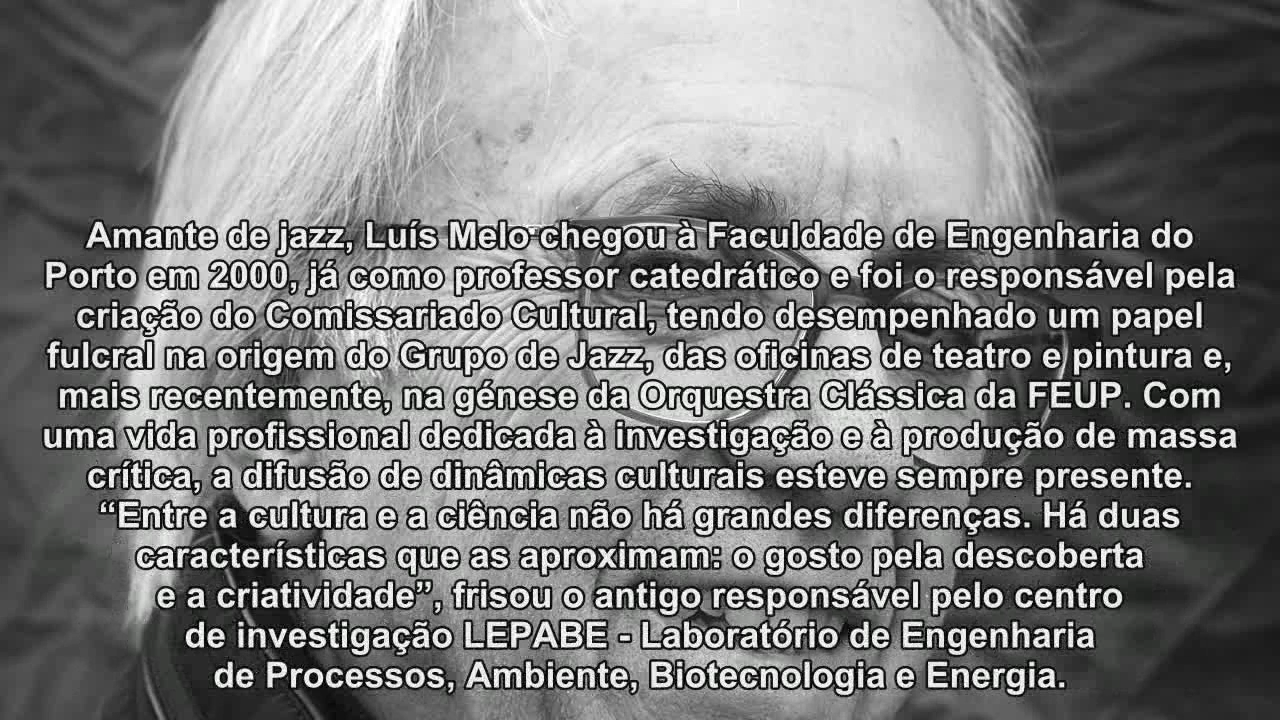 Amante de jazz, Luís Melo chegou à Faculdade de Engenharia do
Porto em 2000, já como professor catedrático e foi o responsável pela
criação do Comissariado Cultural, tendo desempenhado um papel
fulcral na origem do Grupo de Jazz, das oficinas de teatro e pintura e,
mais recentemente, na génese da Orquestra Clássica da FEUP. Com
uma vida profissional dedicada à investigação e à produção de massa
crítica, a difusão de dinâmicas culturais esteve sempre presente.
“Entre a cultura e a ciência não há grandes diferenças. Há duas
características que as aproximam: o gosto pela descoberta
e a criatividade”, frisou o antigo responsável pelo centro
de investigação LEPABE - Laboratório de Engenharia
de Processos, Ambiente, Biotecnologia e Energia.